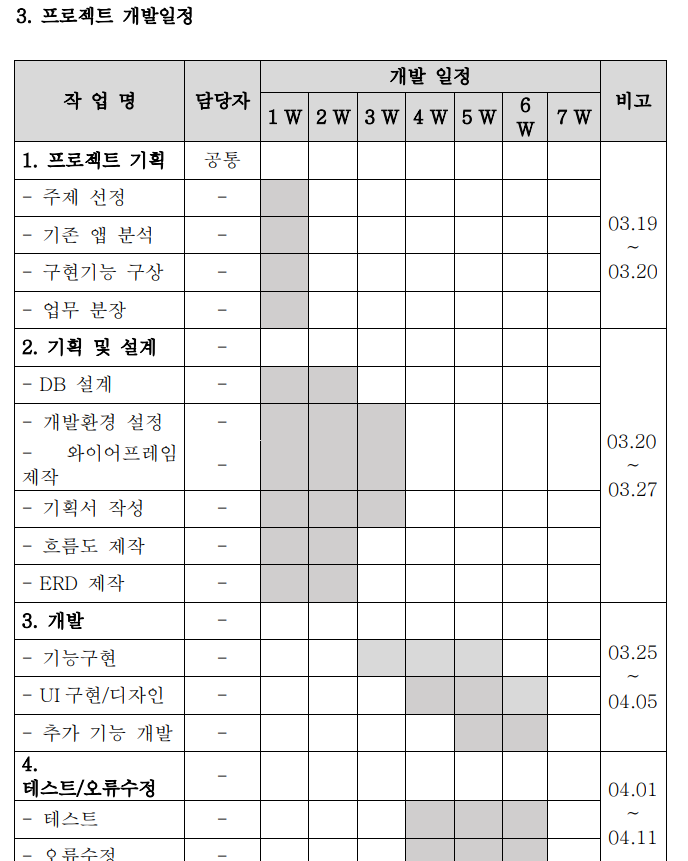 3. 프로젝트 개발일정
작 업 명 담당자 개발 일정 비고
1 W 2 W 3 W 4 W 5 W 6 W 7 W
1. 프로젝트 기획 공통
- 주제 선정 -
- 기존 앱 분석 -
- 구현기능 구상 -
- 업무 분장 -
03.19
~
03.20
2. 기획 및 설계 -
- DB 설계 -
- 개발환경 설정 -
- 와이어프레임
제작 -
- 기획서 작성 -
- 흐름도 제작 -
- ERD 제작 -
03.20
~
03.27
3. 개발 -
- 기능구현 -
- UI 구현/디자인 -
- 추가 기능 개발 -
03.25
~
04.05
4.
테스트/오류수정 -
- 테스트 -
- 오류수정 -
04.01
~
04.11